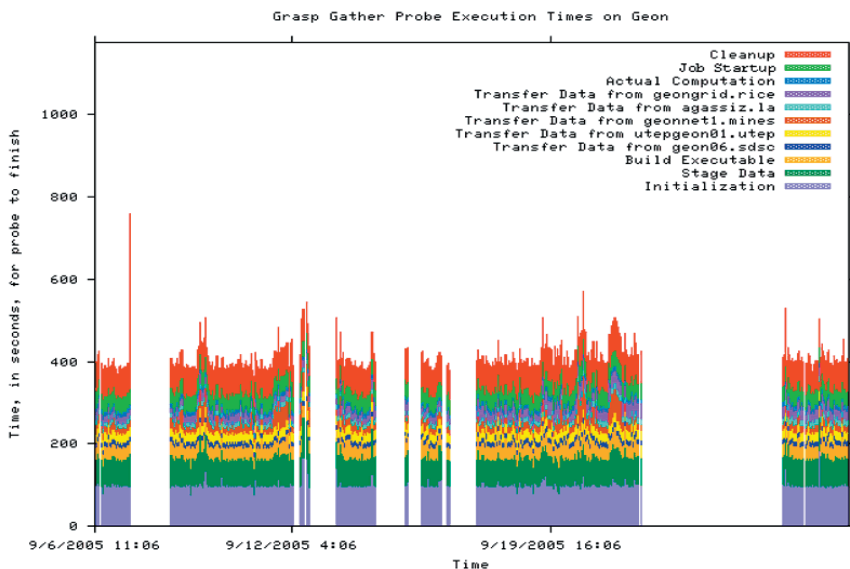 Grasp Gather Probe Execution Times on Geon
Cleanup
Job Startup
Actual Computation
Transfer Data from geongrid.rice
Transfer Data from agassiz.la
Transfer Data from geonnet1.mines
Transfer Data from utepgeon01.utep
Transfer Data from geon06.sdsc
Build Executable
Stage Data
Initialization
Time, in seconds, for probe to finish
1000
800
600
400
200
0
9/6/2005 11:06 9/12/2005 4:06 9/19/2005 16:06
Time